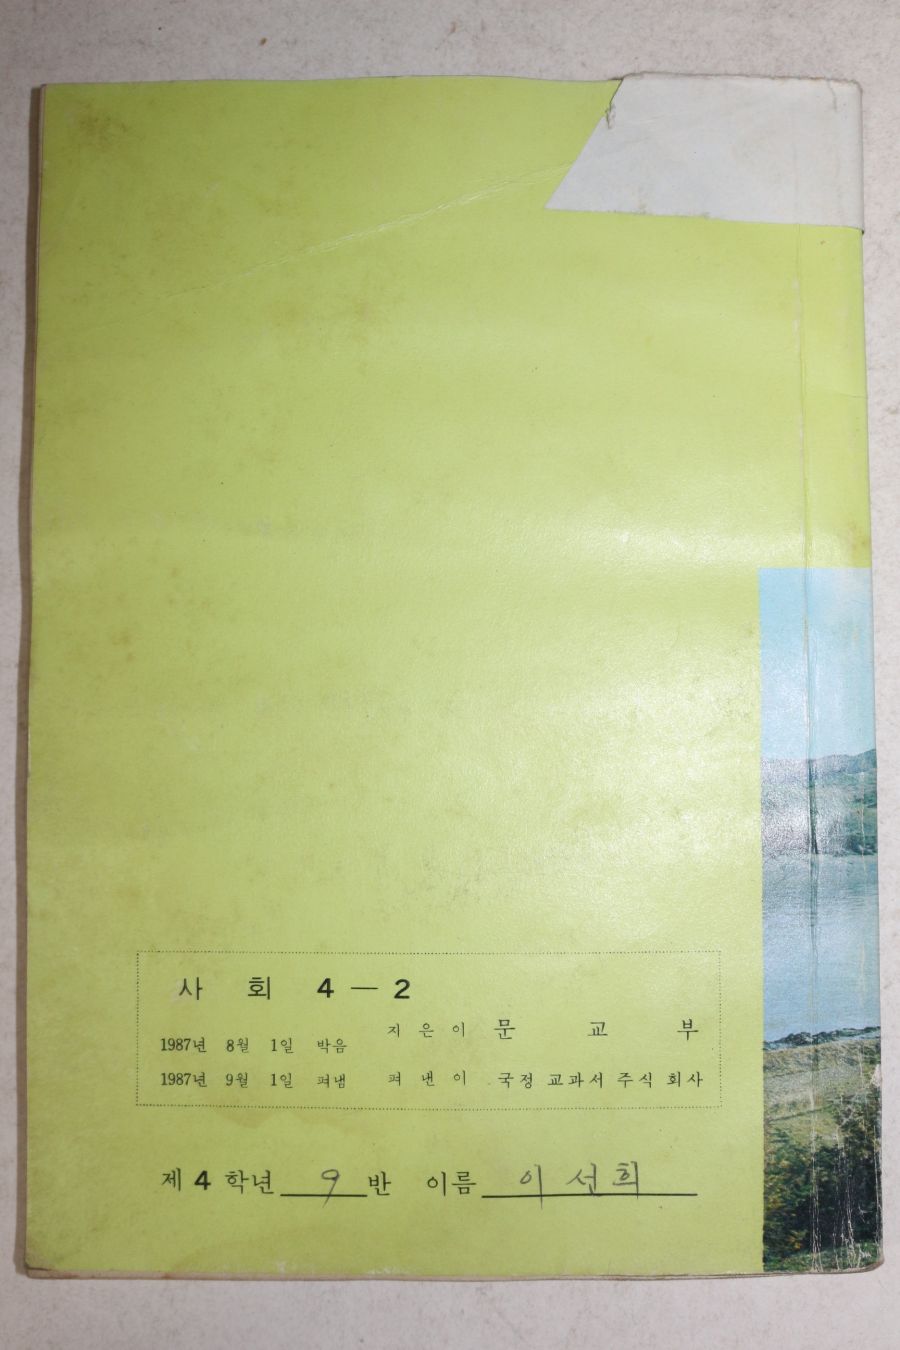 사 회 4 — 2
1987년 8월 1일 박음 지은이 문 교 부
1987년 9월 1일 펴냄 펴낸이 국정 교과서 주식 회사
제 4 학년 9 반 이름 이 선 희